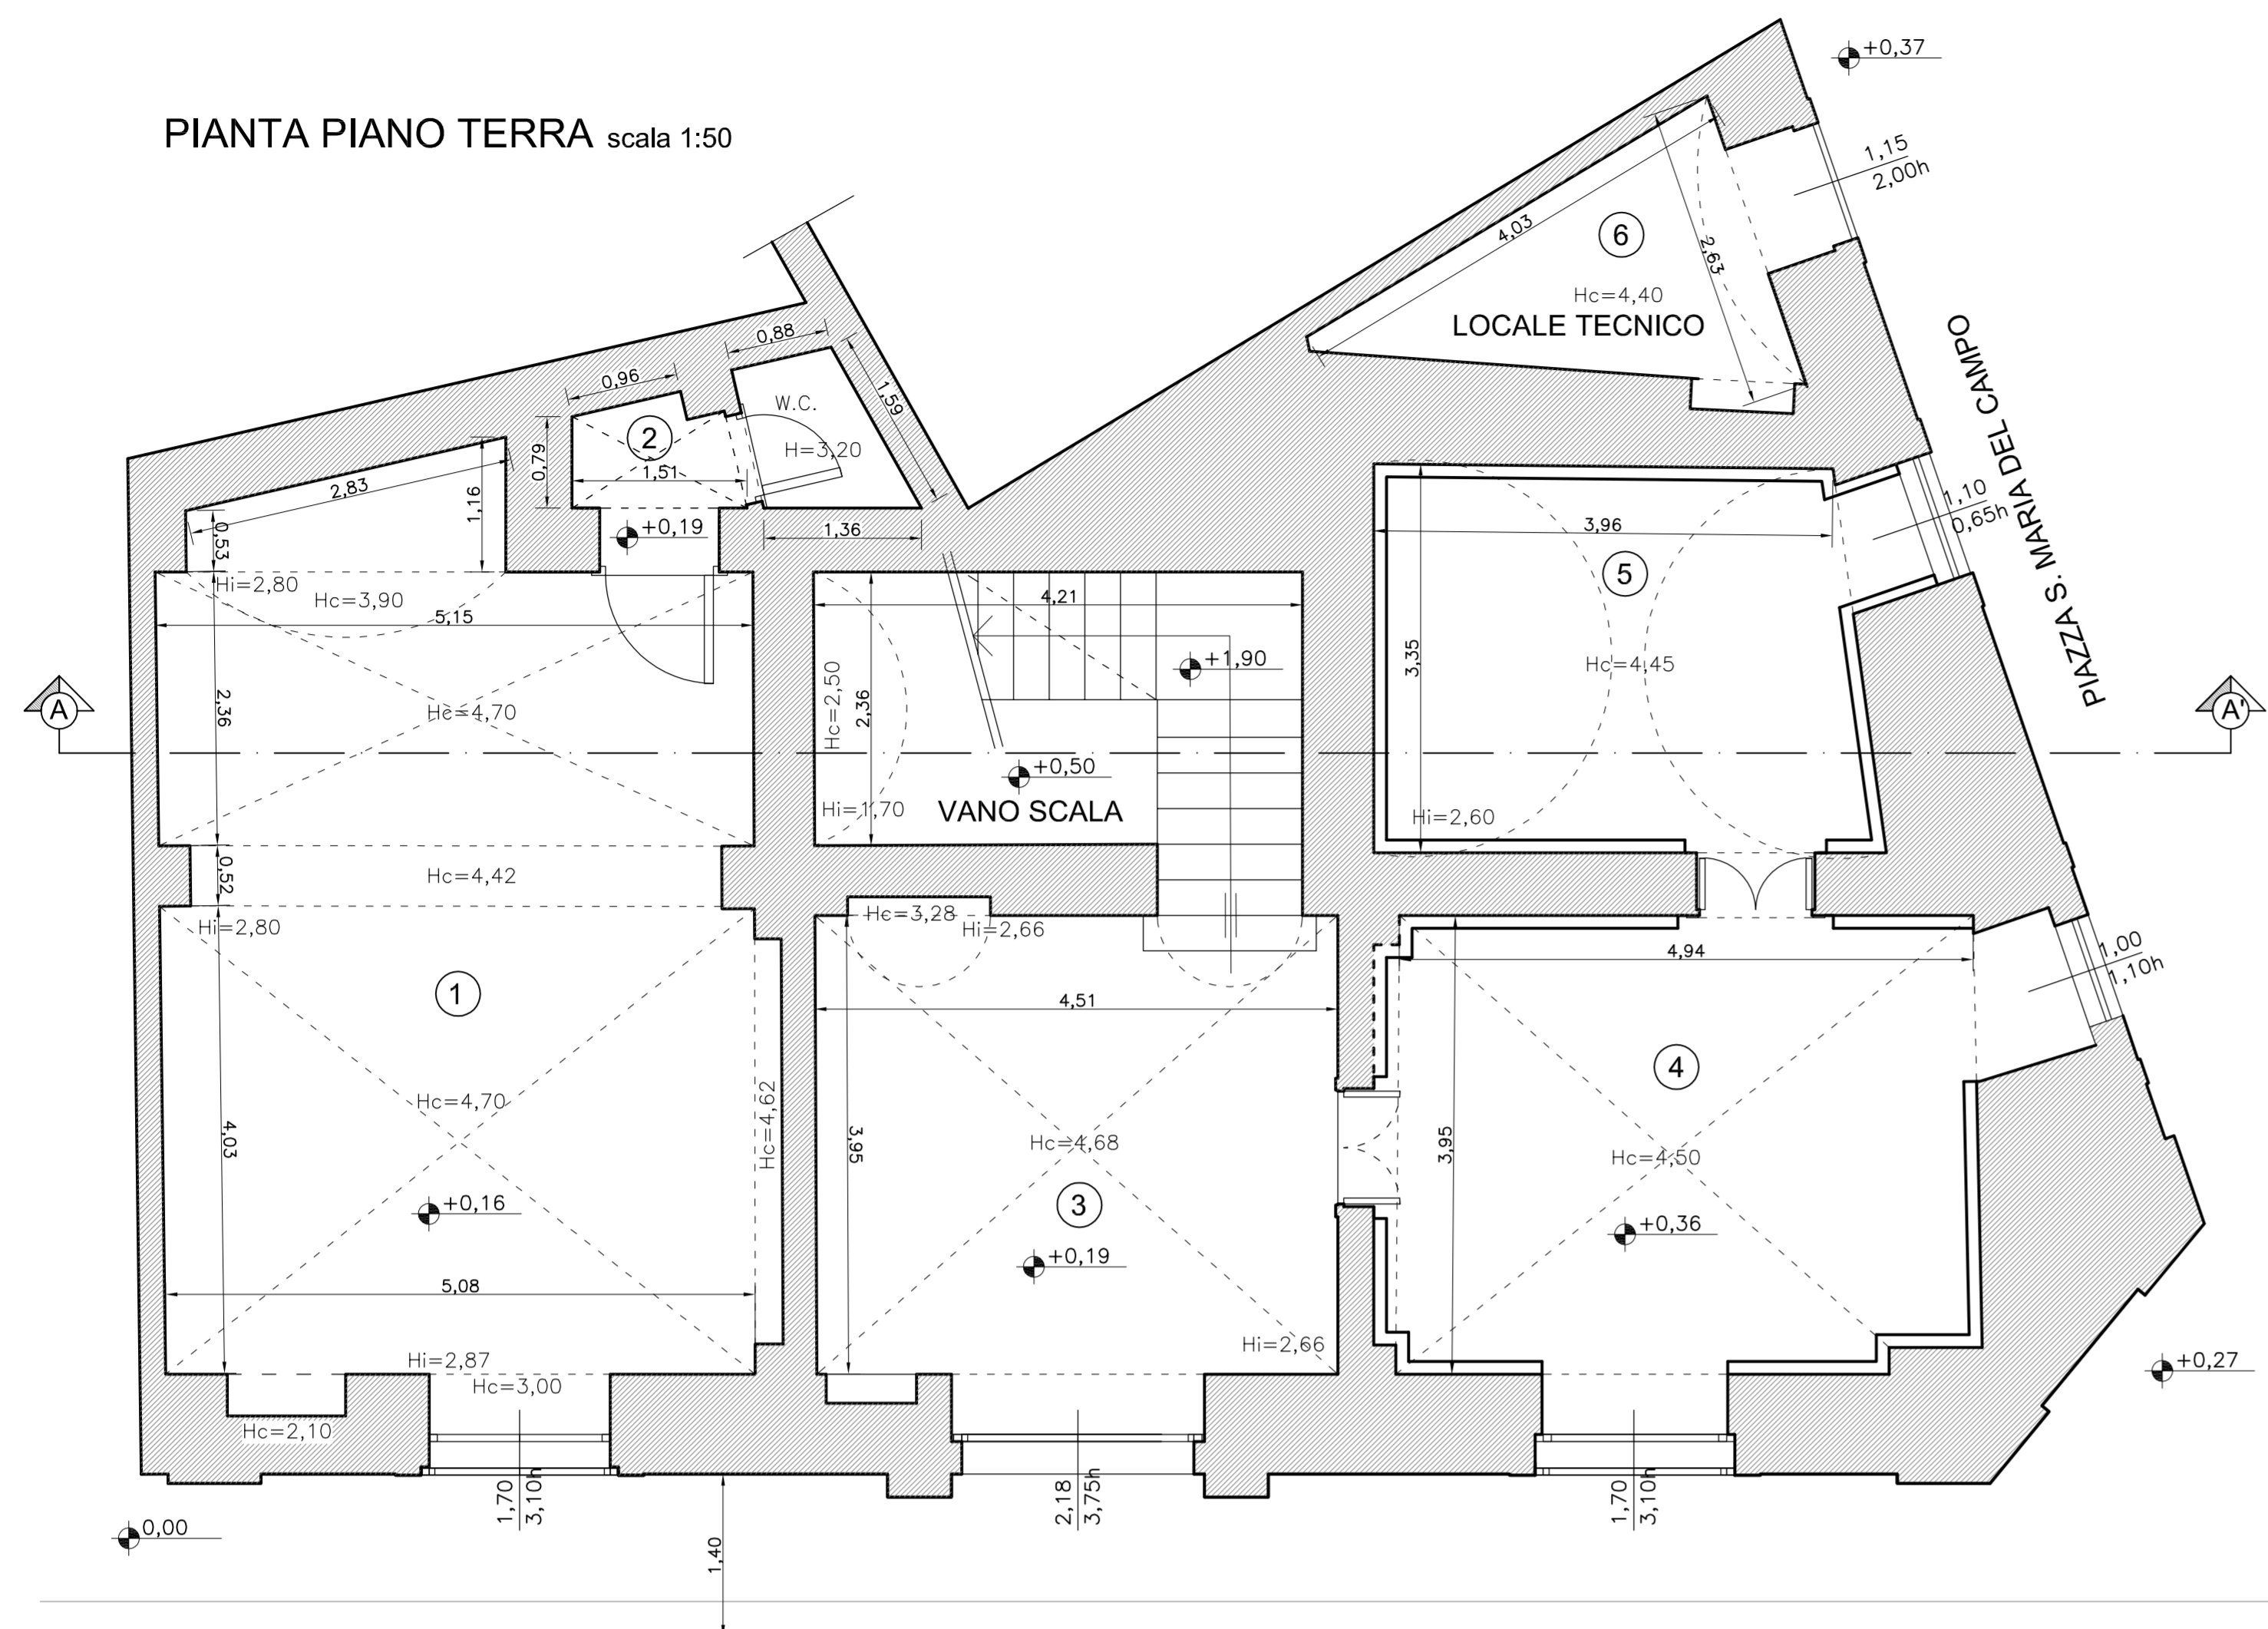 PIANTA PIANO TERRA scala 1:50
+0,37
1,15
2,00h
4,03
2,63
6
Hc=4,40
LOCALE TECNICO
PIAZZA S. MARIA DEL CAMPO
0,88
0,96
1,59
W.C.
2
H=3,20
0,79
1,51
2,83
1,16
0,53
+0,19
1,36
1,10
0,65h
3,96
5
Hi=2,80
Hc=3,90
5,15
4,21
+1,90
Hc=2,50
2,36
3,35
Hc=4,45
A
2,36
He=4,70
A'
+0,50
Hi=1,70
VANO SCALA
Hi=2,60
0,52
Hc=4,42
Hi=2,80
Hc=3,28
Hi=2,66
1,00
1,10h
4,94
1
4,51
4
Hc=4,70
Hc=4,62
4,03
3,95
Hc=4,68
3,95
Hc=4,50
+0,16
3
+0,36
+0,19
5,08
Hi=2,66
Hi=2,87
Hc=3,00
+0,27
Hc=2,10
1,70
3,10h
2,18
3,75h
1,70
3,10h
0,00
1,40